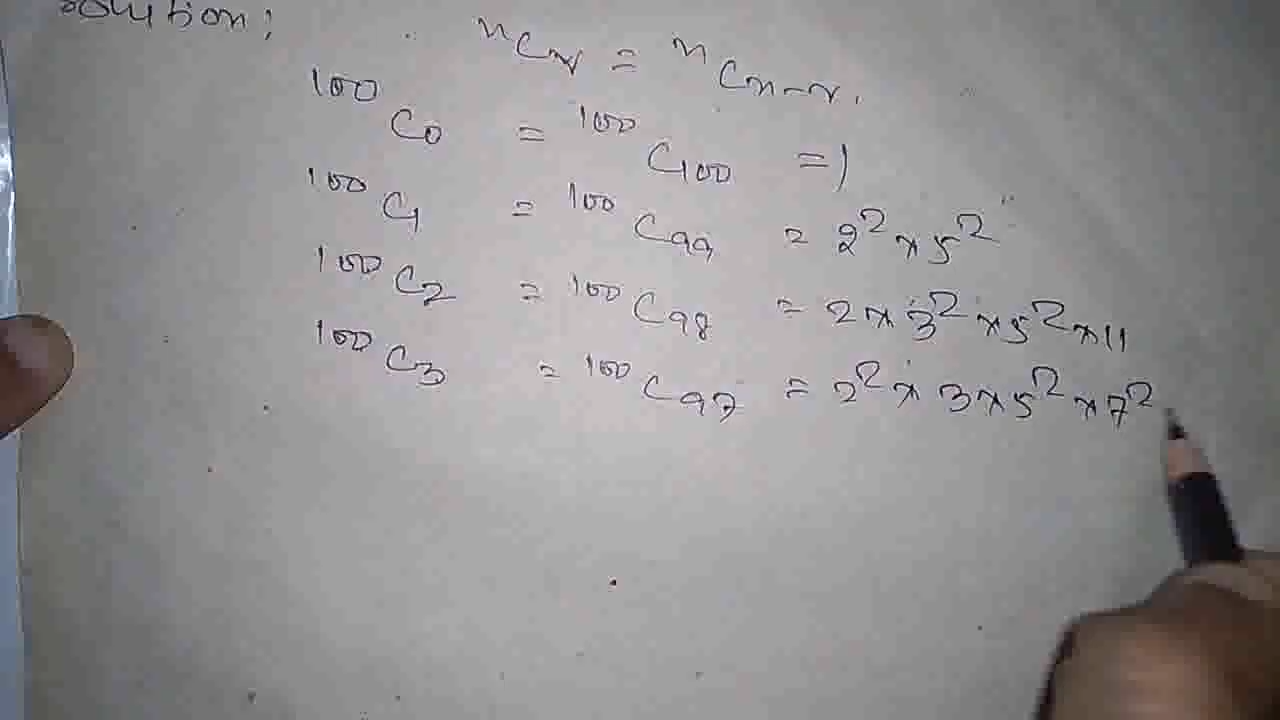 Solution:
ⁿCᵣ = ⁿCₙ₋ᵣ.
¹⁰⁰C₀ = ¹⁰⁰C₁₀₀ = 1
¹⁰⁰C₁ = ¹⁰⁰C₉₉ = 2² × 5²
¹⁰⁰C₂ = ¹⁰⁰C₉₈ = 2 × 3² × 5² × 11
¹⁰⁰C₃ = ¹⁰⁰C₉₇ = 2² × 3 × 5² × 7²